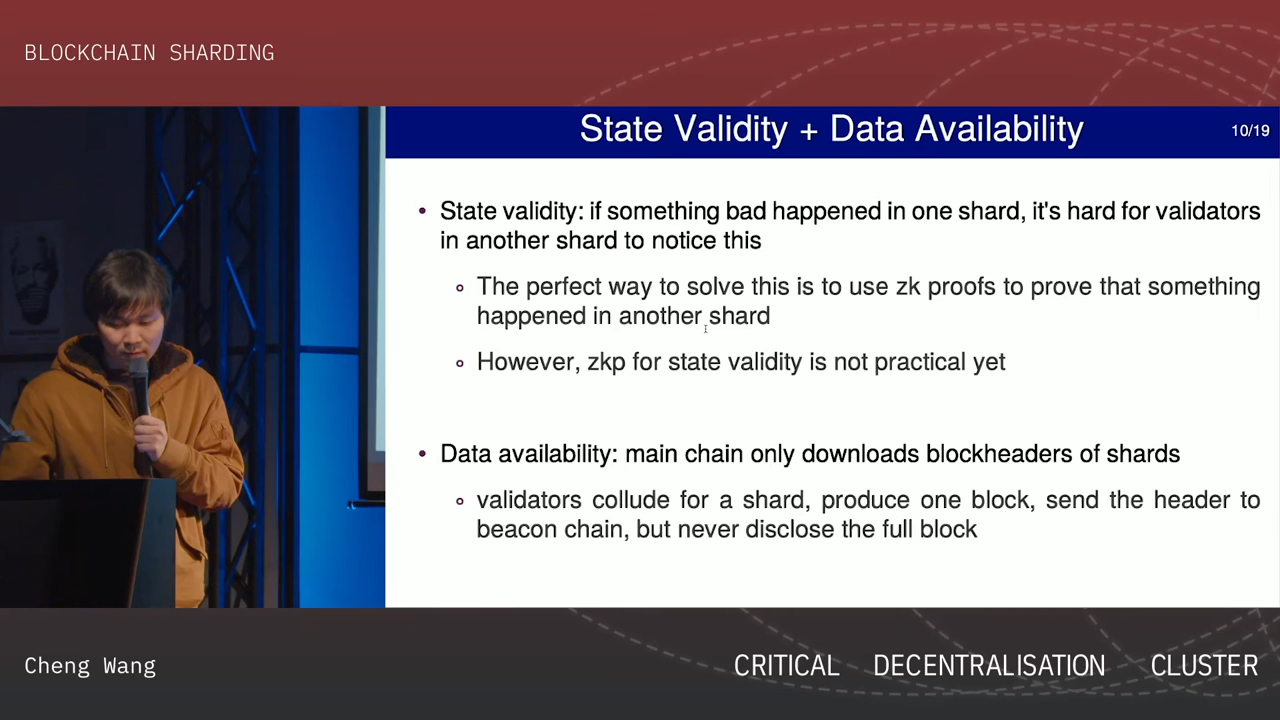 BLOCKCHAIN SHARDING
State Validity + Data Availability
10/19
• State validity: if something bad happened in one shard, it's hard for validators
in another shard to notice this
∘ The perfect way to solve this is to use zk proofs to prove that something
happened in another shard
∘ However, zkp for state validity is not practical yet
• Data availability: main chain only downloads blockheaders of shards
∘ validators collude for a shard, produce one block, send the header to
beacon chain, but never disclose the full block
Cheng Wang
CRITICAL DECENTRALISATION CLUSTER